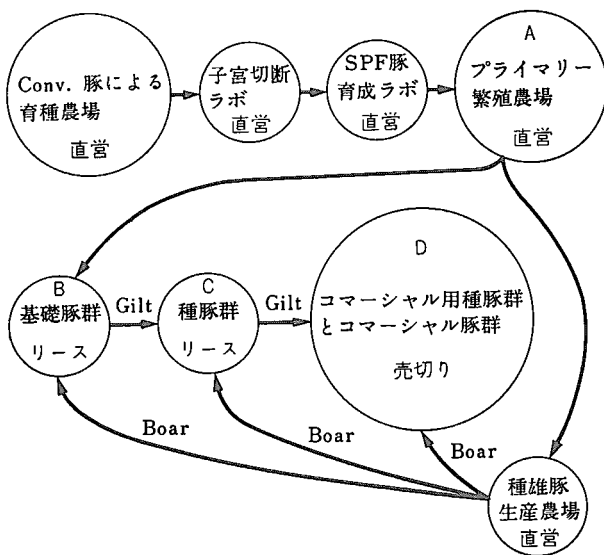 Conv. 豚による
育種農場
直営
子宮切断
ラボ
直営
SPF豚
育成ラボ
直営
A
プライマリー
繁殖農場
直営
B
基礎豚群
リース
Gilt
C
種豚群
リース
Gilt
D
コマーシャル用種豚群
とコマーシャル豚群
売切り
Boar
Boar
Boar
種雄豚
生産農場
直営